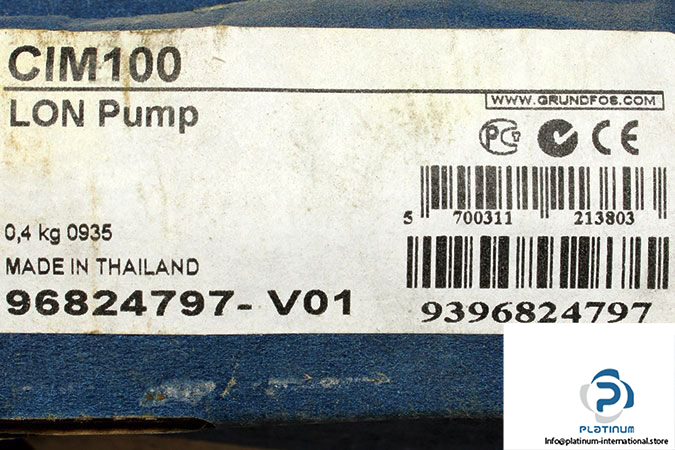 CIM100
LON Pump
WWW.GRUNDFOS.COM
PC CE
5 700311 213803
0,4 kg 0935
MADE IN THAILAND
96824797- V01
9396824797
PLATINUM
Info@platinum-international.store